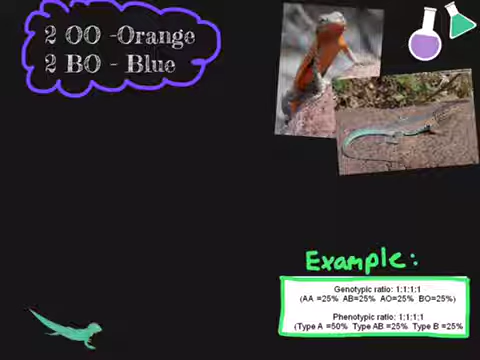 2 OO -Orange
2 BO - Blue
Example:
Genotypic ratio: 1;1;1;1
(AA =25% AB=25% AO=25% BO=25%)
Phenotypic ratio: 1;1;1;1
(Type A =50% Type AB =25% Type B =25%